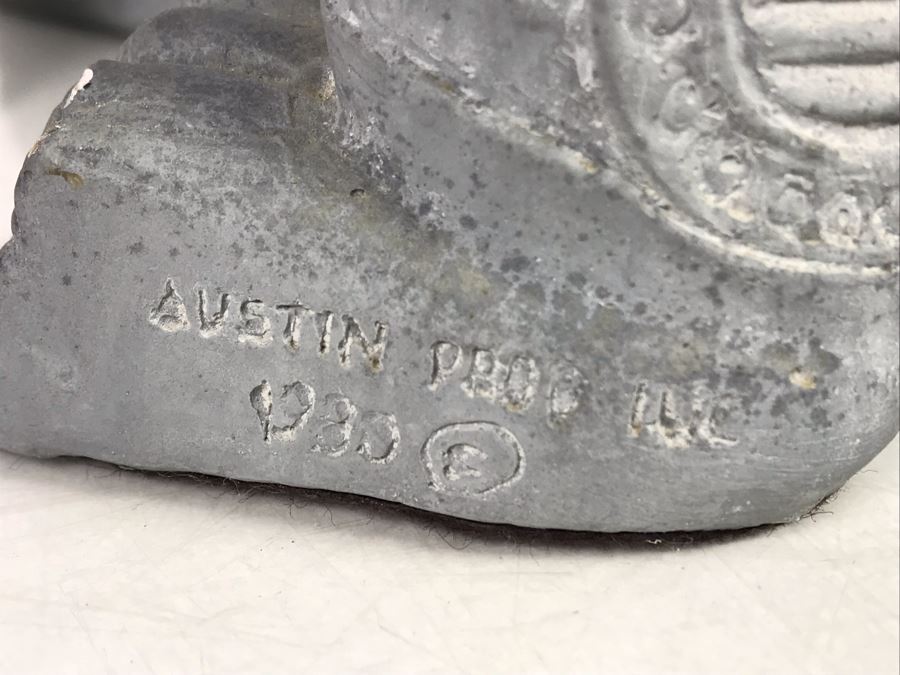 AUSTIN PROD INC
1980 ©